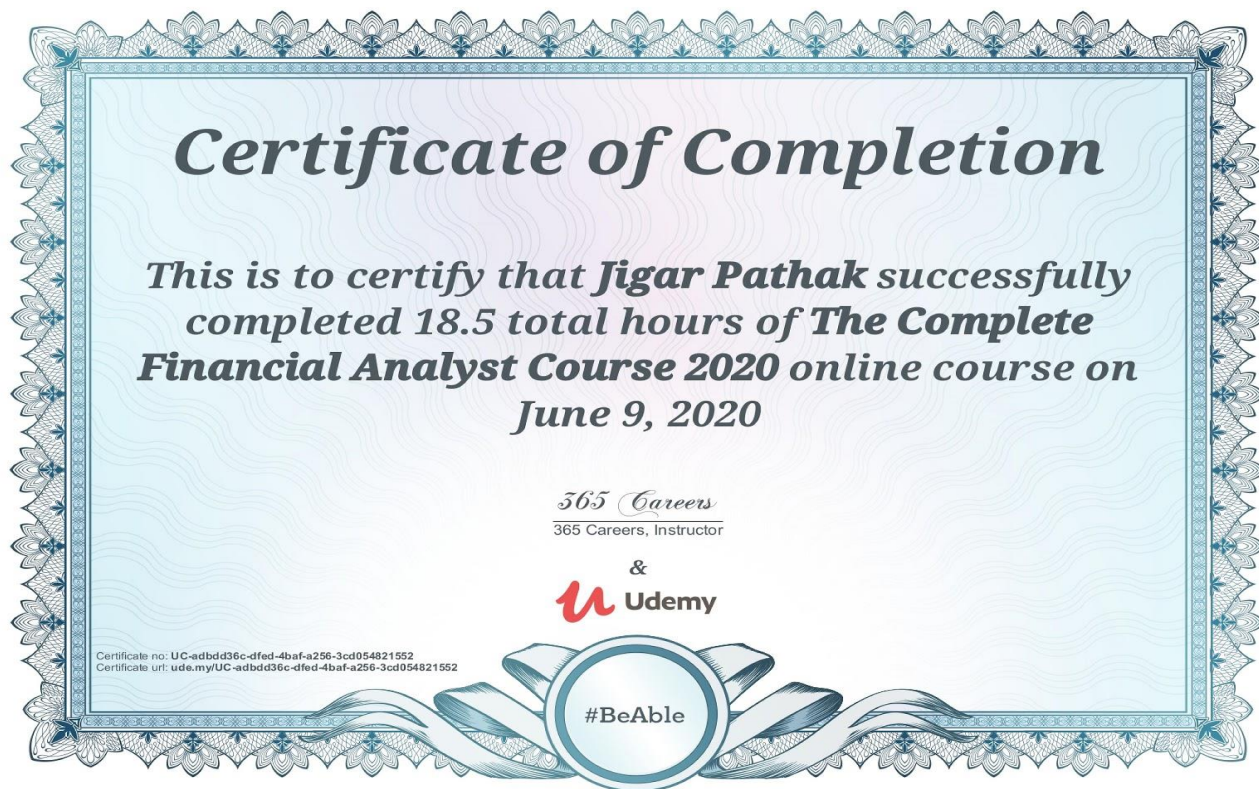 Certificate of Completion
This is to certify that Jigar Pathak successfully
completed 18.5 total hours of The Complete
Financial Analyst Course 2020 online course on
June 9, 2020
365 Careers
365 Careers, Instructor
&
Udemy
Certificate no: UC-adbdd36c-dfed-4baf-a256-3cd054821552
Certificate url: ude.my/UC-adbdd36c-dfed-4baf-a256-3cd054821552
#BeAble